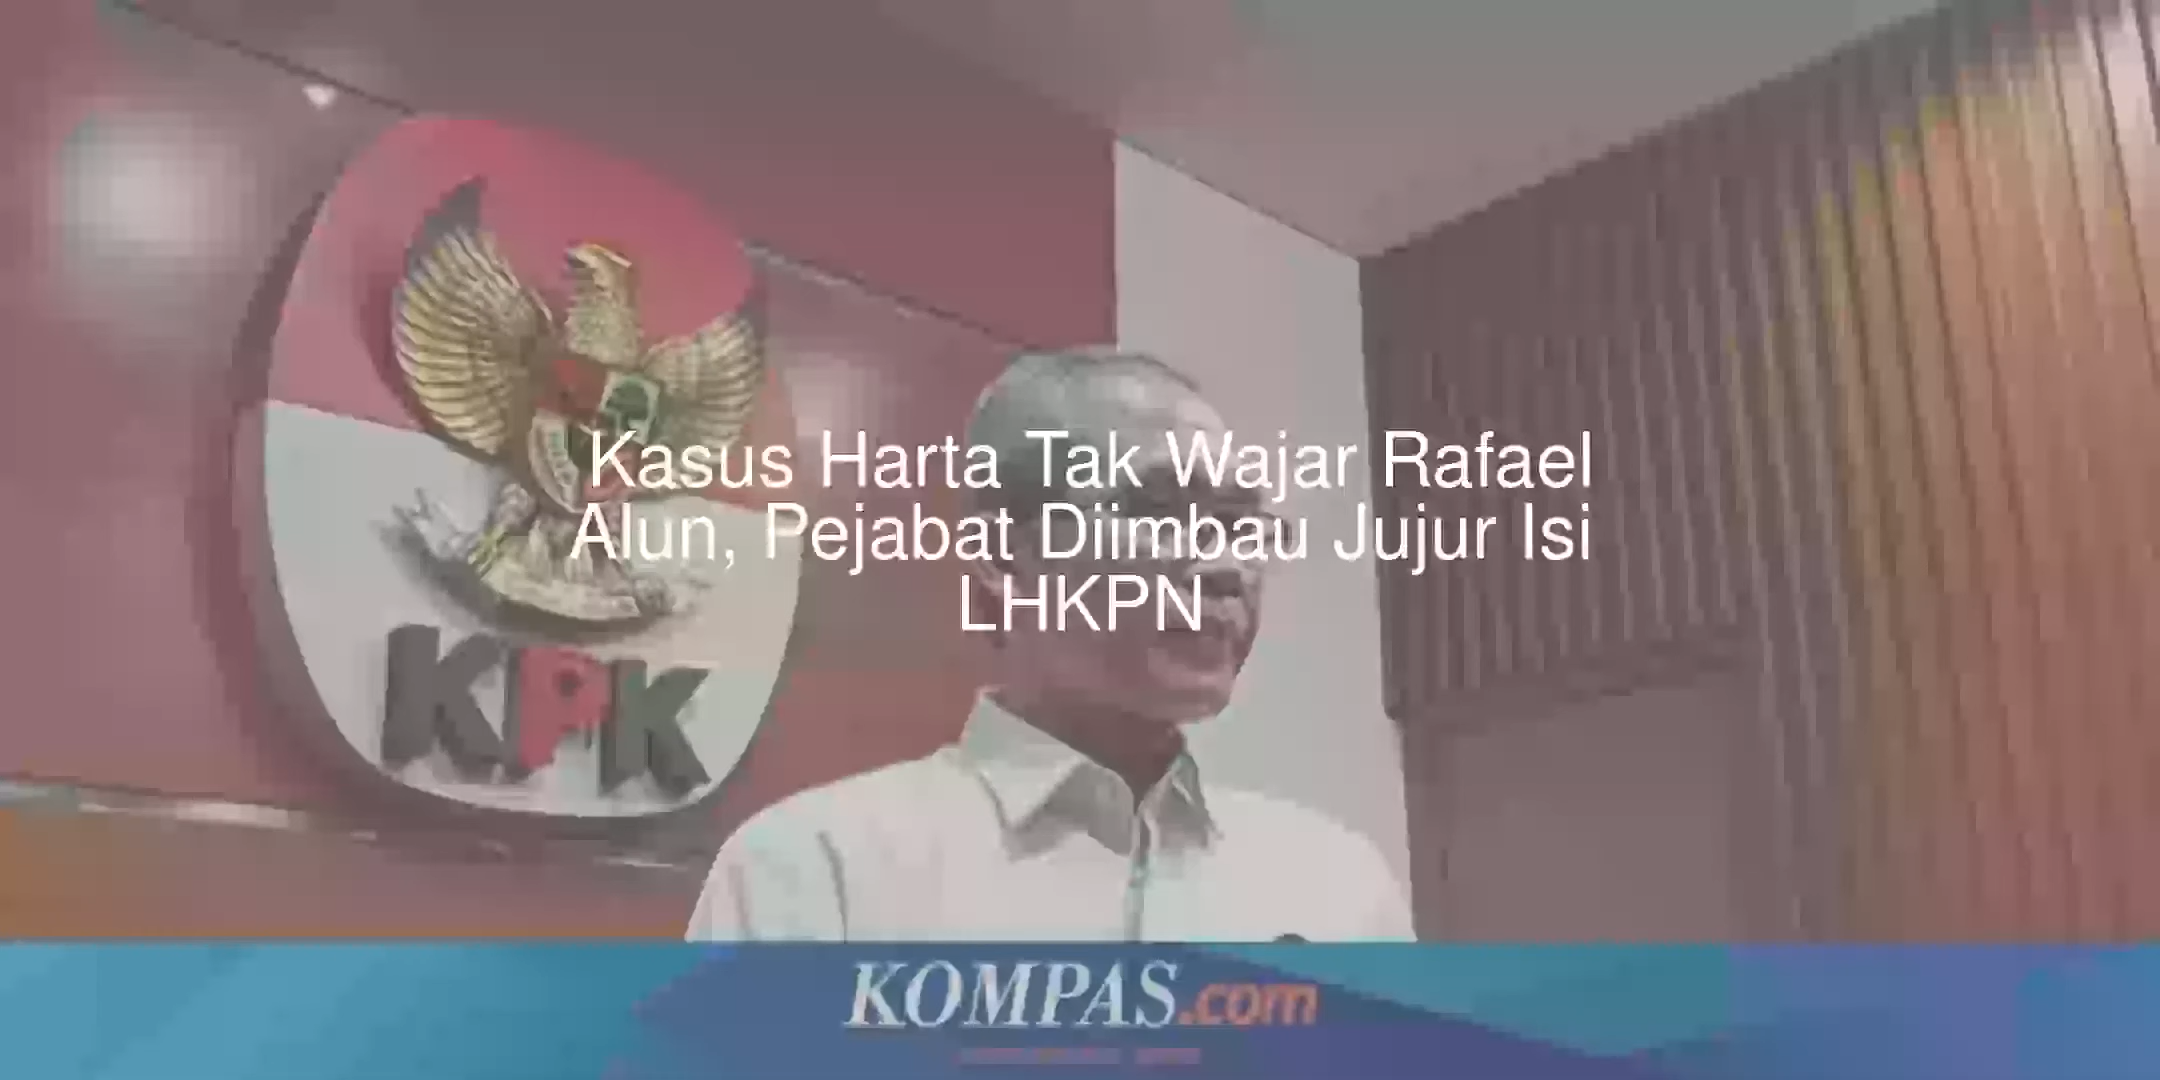 Kasus Harta Tak Wajar Rafael
Alun, Pejabat Diimbau Jujur Isi
LHKPN
KPK
KOMPAS.com